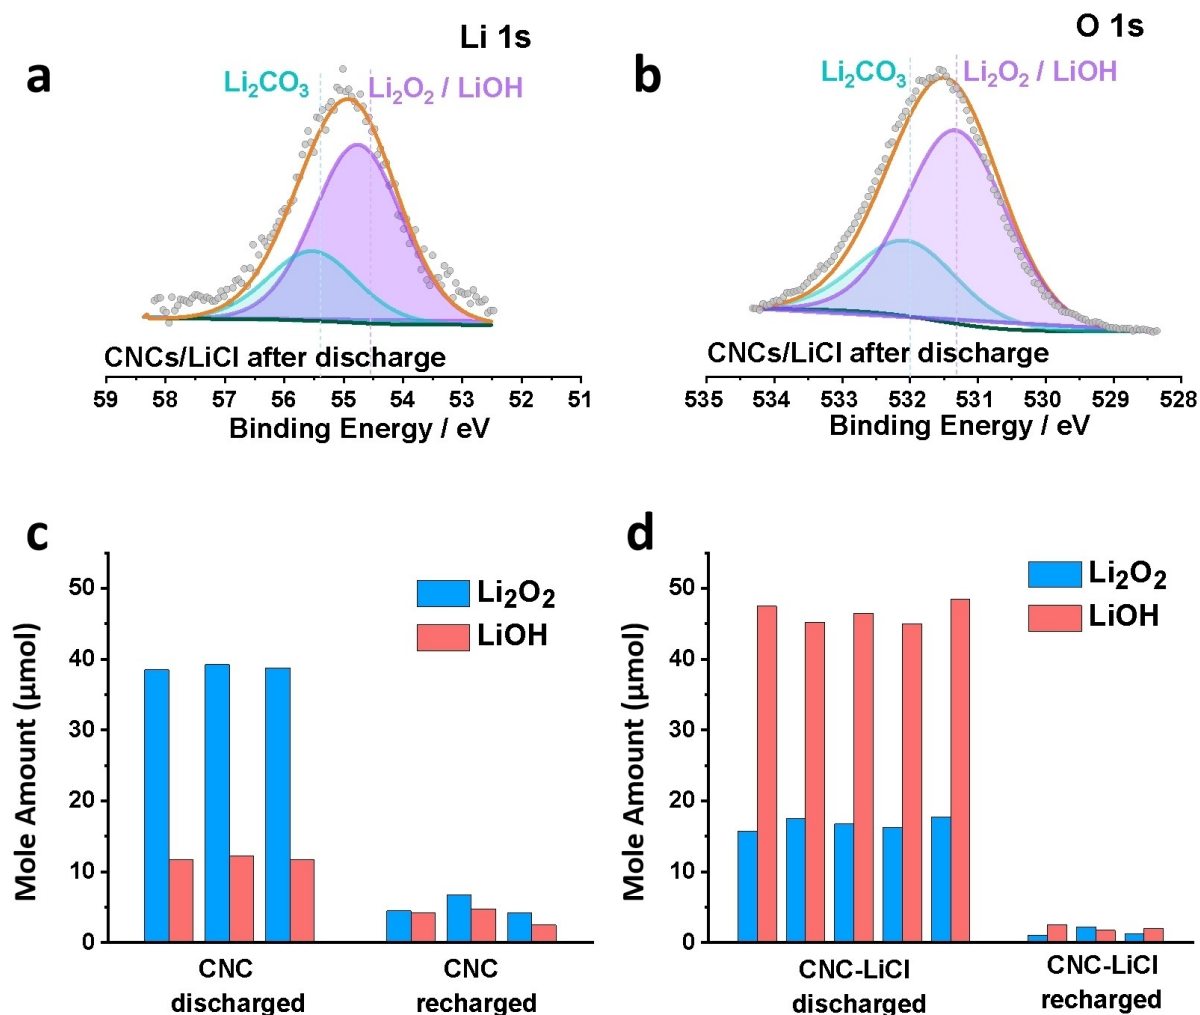 a
Li 1s
Li₂CO₃
Li₂O₂ / LiOH
CNCs/LiCl after discharge
59 58 57 56 55 54 53 52 51
Binding Energy / eV
b
O 1s
Li₂CO₃
Li₂O₂ / LiOH
CNCs/LiCl after discharge
535 534 533 532 531 530 529 528
Binding Energy / eV
c
Mole Amount (μmol)
50
40
30
20
10
0
Li₂O₂
LiOH
CNC
discharged
CNC
recharged
d
Mole Amount (μmol)
50
40
30
20
10
0
Li₂O₂
LiOH
CNC-LiCl
discharged
CNC-LiCl
recharged